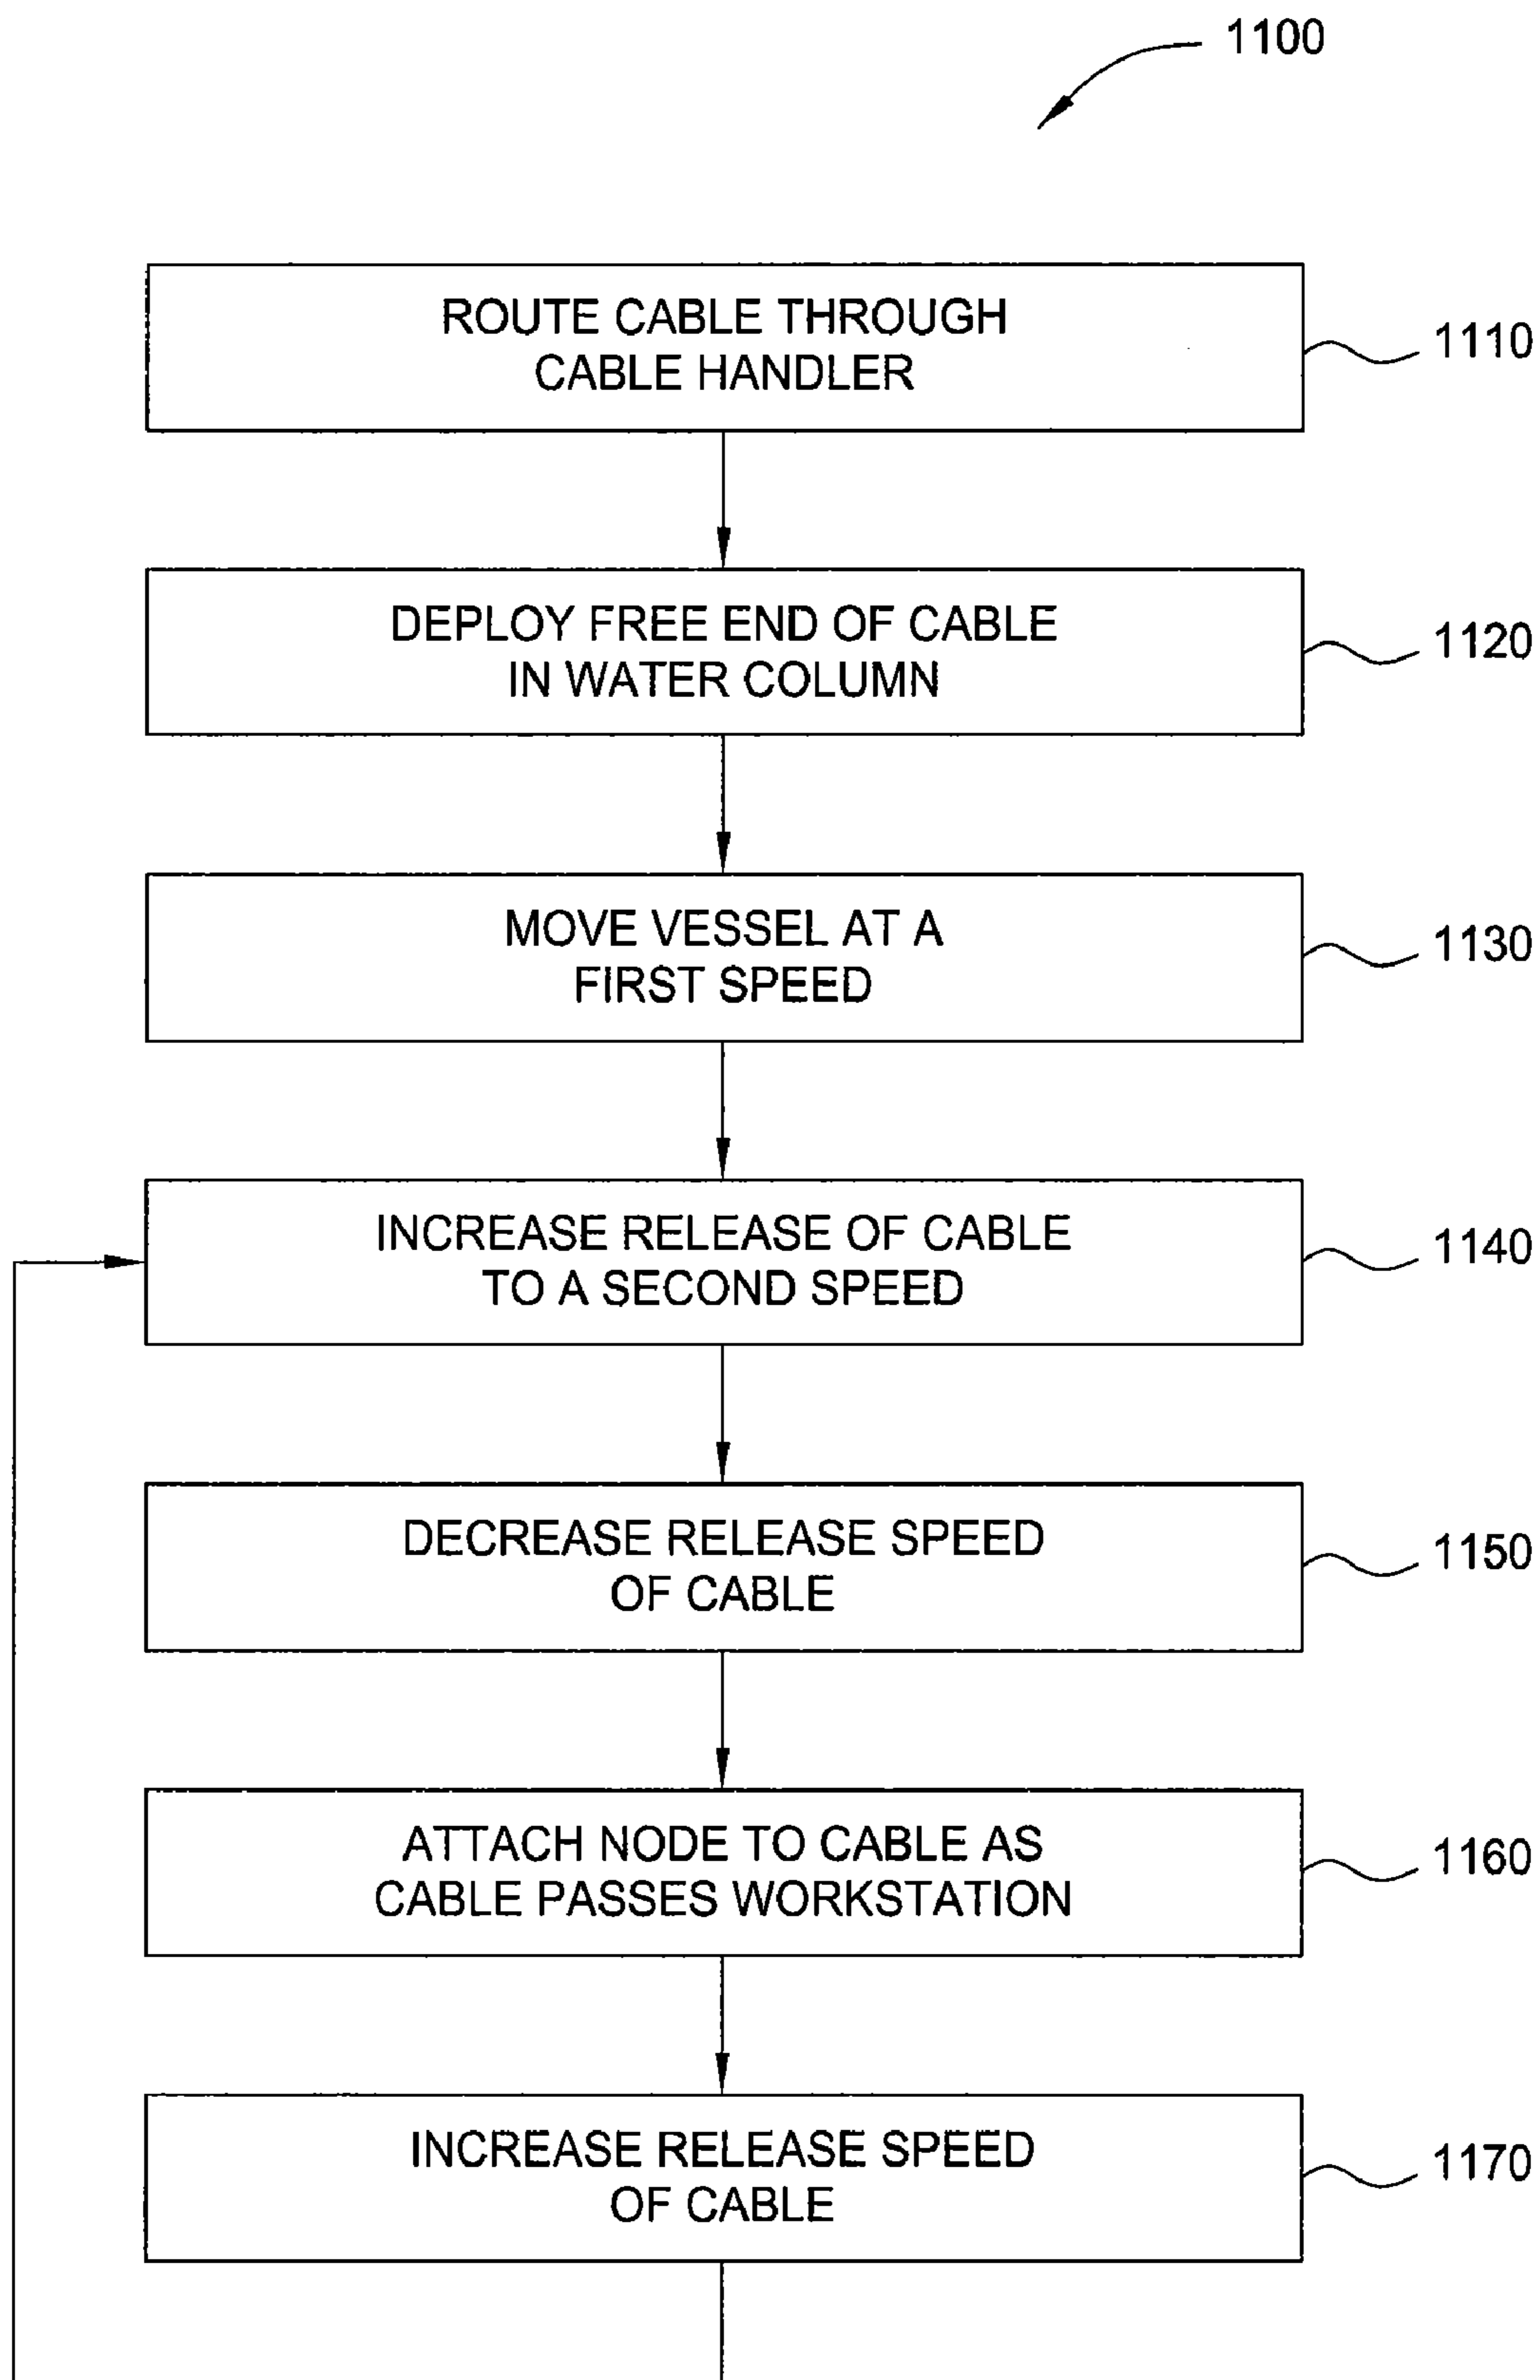 1100
ROUTE CABLE THROUGH
CABLE HANDLER
1110
DEPLOY FREE END OF CABLE
IN WATER COLUMN
1120
MOVE VESSEL AT A
FIRST SPEED
1130
INCREASE RELEASE OF CABLE
TO A SECOND SPEED
1140
DECREASE RELEASE SPEED
OF CABLE
1150
ATTACH NODE TO CABLE AS
CABLE PASSES WORKSTATION
1160
INCREASE RELEASE SPEED
OF CABLE
1170